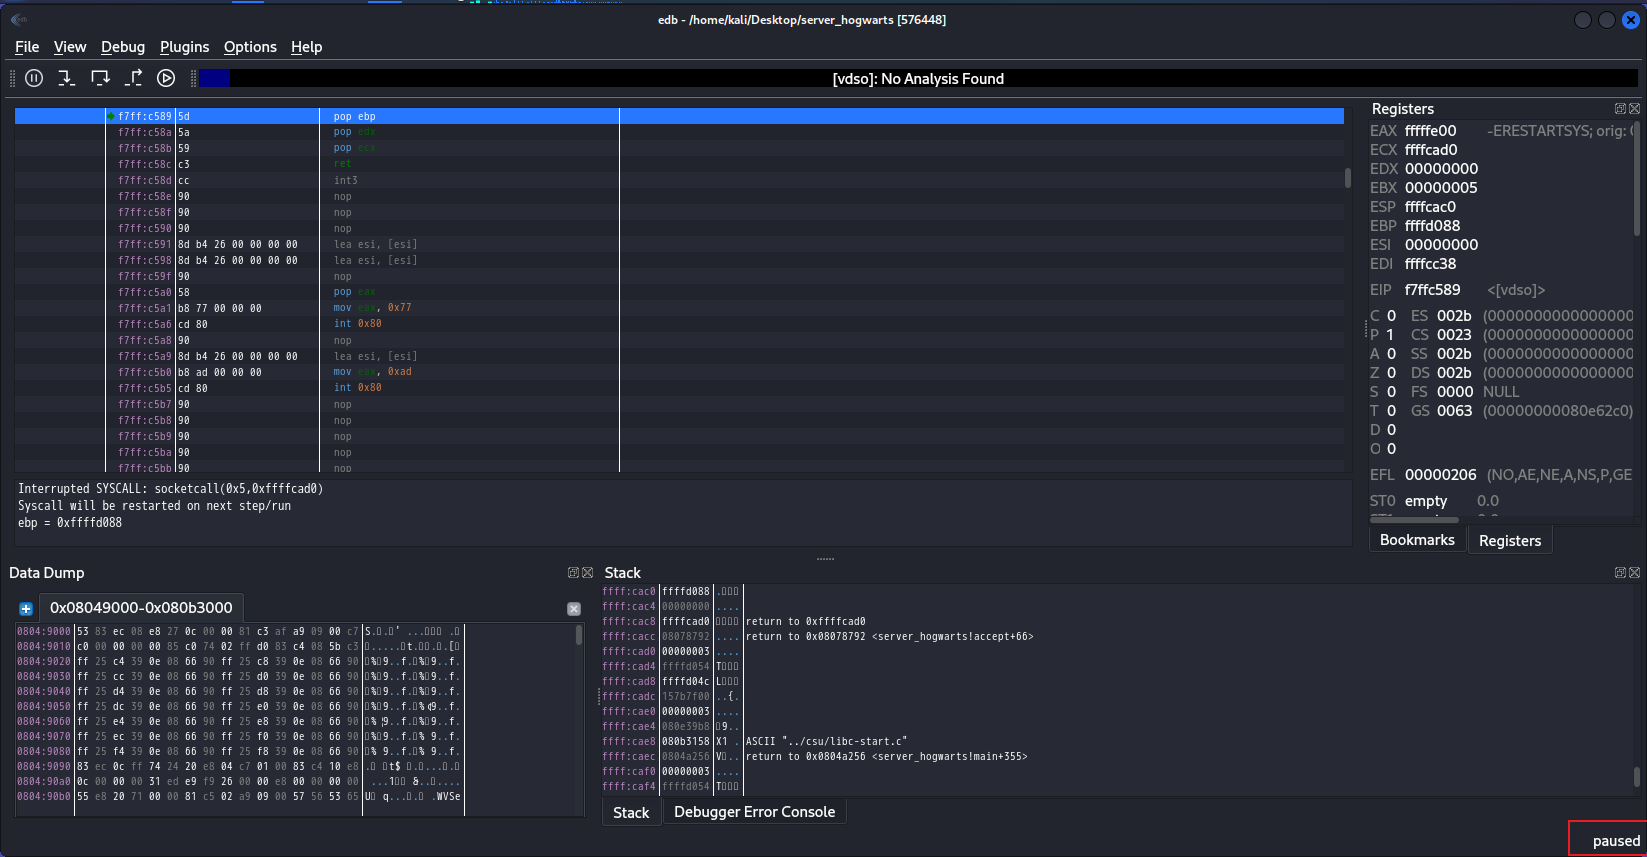 edb - /home/kali/Desktop/server_hogwarts [576448]
File View Debug Plugins Options Help
[vdso]: No Analysis Found
f7ff:c589 5d pop ebp
f7ff:c58a 5a pop edx
f7ff:c58b 59 pop ecx
f7ff:c58c c3 ret
f7ff:c58d cc int3
f7ff:c58e 90 nop
f7ff:c58f 90 nop
f7ff:c590 90 nop
f7ff:c591 8d b4 26 00 00 00 00 lea esi, [esi]
f7ff:c598 8d b4 26 00 00 00 00 lea esi, [esi]
f7ff:c59f 90 nop
f7ff:c5a0 58 pop eax
f7ff:c5a1 b8 77 00 00 00 mov eax, 0x77
f7ff:c5a6 cd 80 int 0x80
f7ff:c5a8 90 nop
f7ff:c5a9 8d b4 26 00 00 00 00 lea esi, [esi]
f7ff:c5b0 b8 ad 00 00 00 mov eax, 0xad
f7ff:c5b5 cd 80 int 0x80
f7ff:c5b7 90 nop
f7ff:c5b8 90 nop
f7ff:c5b9 90 nop
f7ff:c5ba 90 nop
f7ff:c5bb 90 nop
Interrupted SYSCALL: socketcall(0x5,0xffffcad0)
Syscall will be restarted on next step/run
ebp = 0xffffd088
Registers
EAX fffffe00 -ERESTARTSYS; orig:
ECX ffffcad0
EDX 00000000
EBX 00000005
ESP ffffcac0
EBP ffffd088
ESI 00000000
EDI ffffcc38
EIP f7ffc589 <[vdso]>
C 0 ES 002b (0000000000000000
P 1 CS 0023 (0000000000000000
A 0 SS 002b (0000000000000000
Z 0 DS 002b (0000000000000000
S 0 FS 0000 NULL
T 0 GS 0063 (00000000080e62c0)
D 0
O 0
EFL 00000206 (NO,AE,NE,A,NS,P,GE
ST0 empty 0.0
Bookmarks Registers
Data Dump
0x08049000-0x080b3000
0804:9000 53 83 ec 08 e8 27 0c 00 00 81 c3 af a9 09 00 c7
0804:9010 c0 00 00 00 00 85 c0 74 02 ff d0 83 c4 08 5b c3
0804:9020 ff 25 c4 39 0e 08 66 90 ff 25 c8 39 0e 08 66 90
0804:9030 ff 25 cc 39 0e 08 66 90 ff 25 d0 39 0e 08 66 90
0804:9040 ff 25 d4 39 0e 08 66 90 ff 25 d8 39 0e 08 66 90
0804:9050 ff 25 dc 39 0e 08 66 90 ff 25 e0 39 0e 08 66 90
0804:9060 ff 25 e4 39 0e 08 66 90 ff 25 e8 39 0e 08 66 90
0804:9070 ff 25 ec 39 0e 08 66 90 ff 25 f0 39 0e 08 66 90
0804:9080 ff 25 f4 39 0e 08 66 90 ff 25 f8 39 0e 08 66 90
0804:9090 83 ec 0c ff 74 24 20 e8 04 c7 01 00 83 c4 10 e8
0804:90a0 0c 00 00 00 31 ed e9 f9 26 00 00 e8 00 00 00 00
0804:90b0 55 e8 20 71 00 00 81 c5 02 a9 09 00 57 56 53 65
Stack
ffff:cac0 ffffd088
ffff:cac4 00000000 ....
ffff:cac8 ffffcad0 return to 0xffffcad0
ffff:cacc 08078792 return to 0x08078792 <server_hogwarts!accept+66>
ffff:cad0 00000003 ....
ffff:cad4 ffffd054
ffff:cad8 ffffd04c
ffff:cadc 157b7f00 ..{.
ffff:cae0 00000003 ....
ffff:cae4 080e39b8
ffff:cae8 080b3158 X1 . ASCII "../csu/libc-start.c"
ffff:caec 0804a256 return to 0x0804a256 <server_hogwarts!main+355>
ffff:caf0 00000003 ....
ffff:caf4 ffffd054
Stack Debugger Error Console
paused